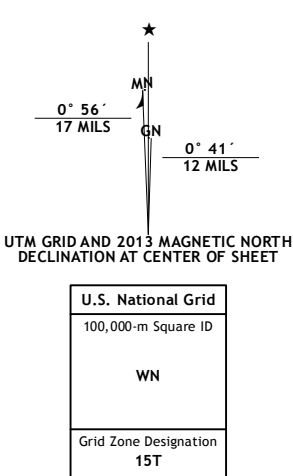 ★
MN
0° 56´
17 MILS
GN
0° 41´
12 MILS
UTM GRID AND 2013 MAGNETIC NORTH
DECLINATION AT CENTER OF SHEET
U.S. National Grid
100,000-m Square ID
WN
Grid Zone Designation
15T